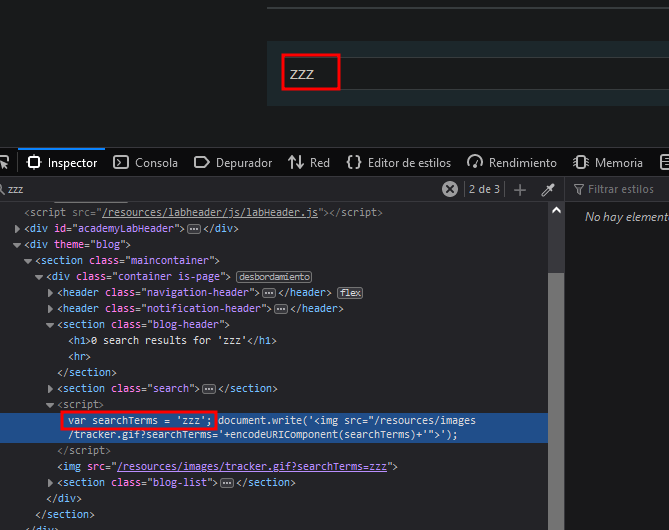 zzz
Inspector Consola Depurador Red Editor de estilos Rendimiento Memoria
zzz 2 de 3 Filtrar estilos
<script src="/resources/labheader/js/labHeader.js"></script>
No hay element
<div id="academyLabHeader"></div>
<div theme="blog">
<section class="maincontainer">
<div class="container is-page"> desbordamiento
<header class="navigation-header"></header> flex
<header class="notification-header"></header>
<section class="blog-header">
<h1>0 search results for 'zzz'</h1>
<hr>
</section>
<section class="search"></section>
<script>
var searchTerms = 'zzz'; document.write('<img src="/resources/images
/tracker.gif?searchTerms='+encodeURIComponent(searchTerms)+'">');
</script>
<img src="/resources/images/tracker.gif?searchTerms=zzz">
<section class="blog-list"></section>
</div>
</section>
</div>